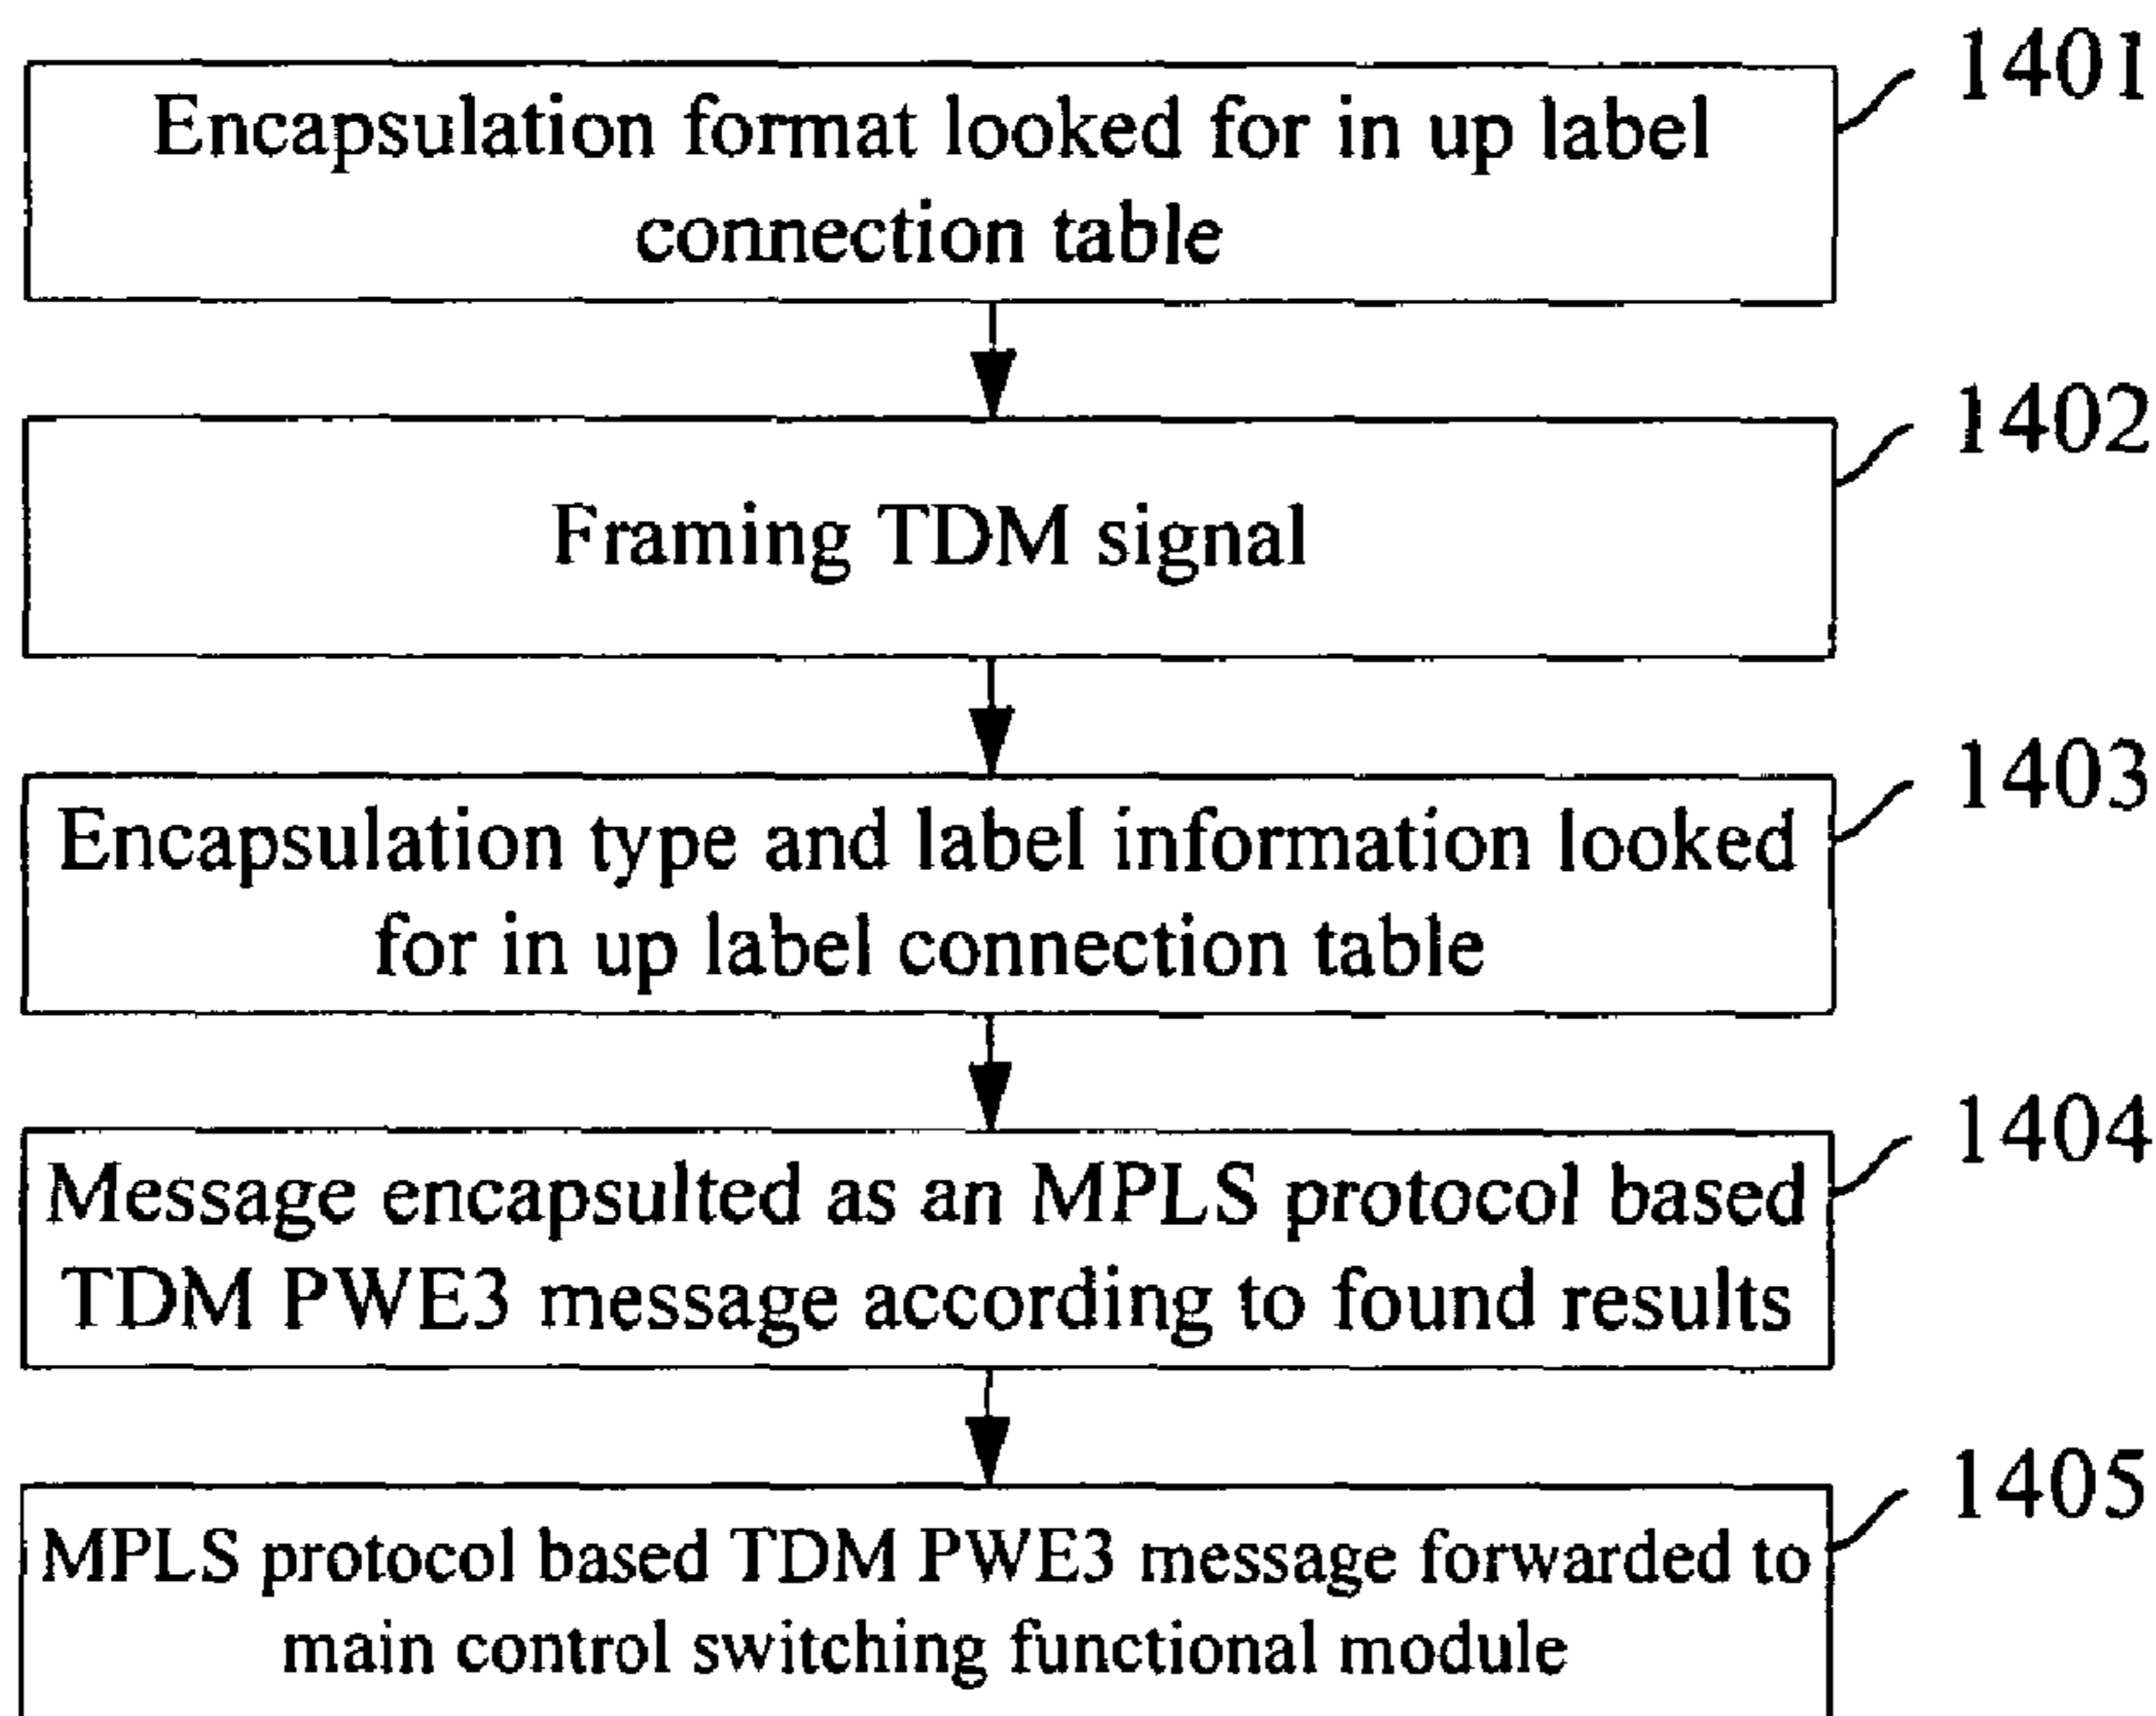 1401
Encapsulation format looked for in up label
connection table
1402
Framing TDM signal
1403
Encapsulation type and label information looked
for in up label connection table
1404
Message encapsulted as an MPLS protocol based
TDM PWE3 message according to found results
1405
MPLS protocol based TDM PWE3 message forwarded to
main control switching functional module